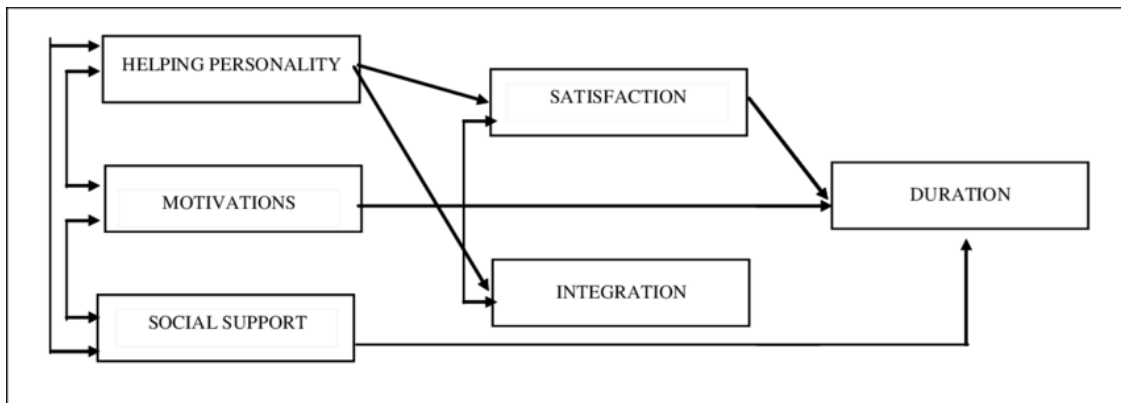 HELPING PERSONALITY
SATISFACTION
MOTIVATIONS
DURATION
INTEGRATION
SOCIAL SUPPORT